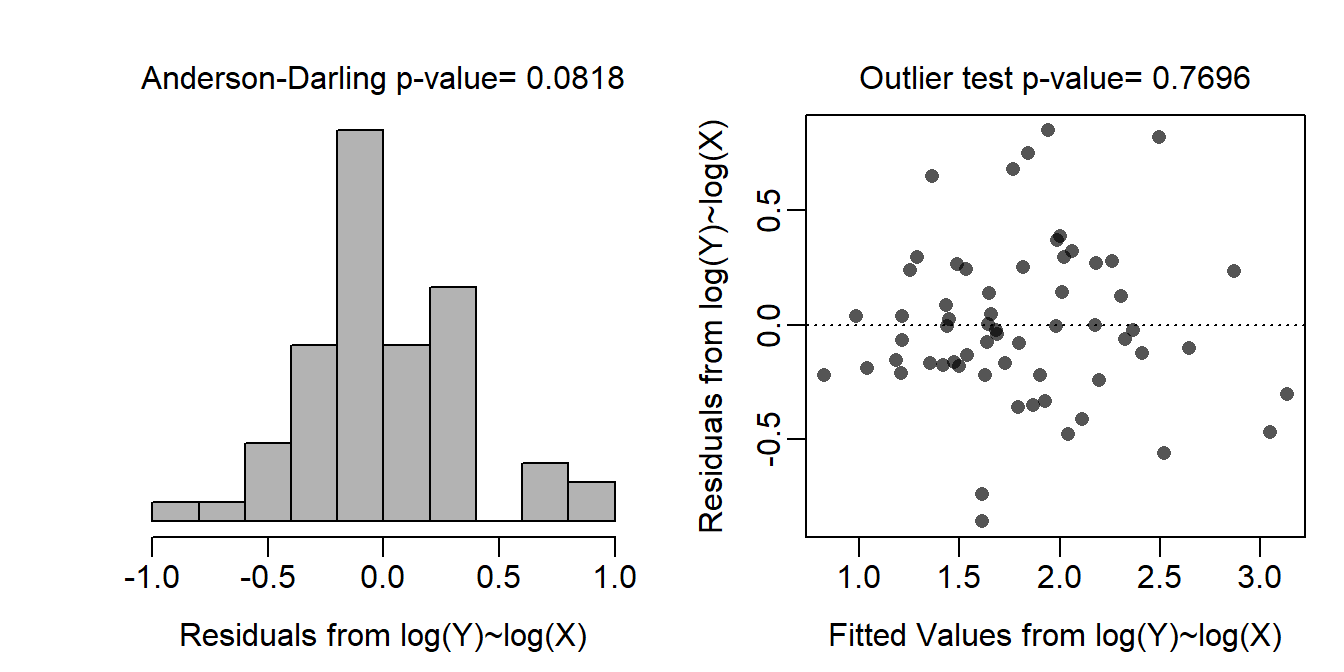 Anderson-Darling p-value= 0.0818
-1.0 -0.5 0.0 0.5 1.0
Residuals from log(Y)~log(X)
Outlier test p-value= 0.7696
Residuals from log(Y)~log(X)
0.5
0.0
-0.5
1.0 1.5 2.0 2.5 3.0
Fitted Values from log(Y)~log(X)